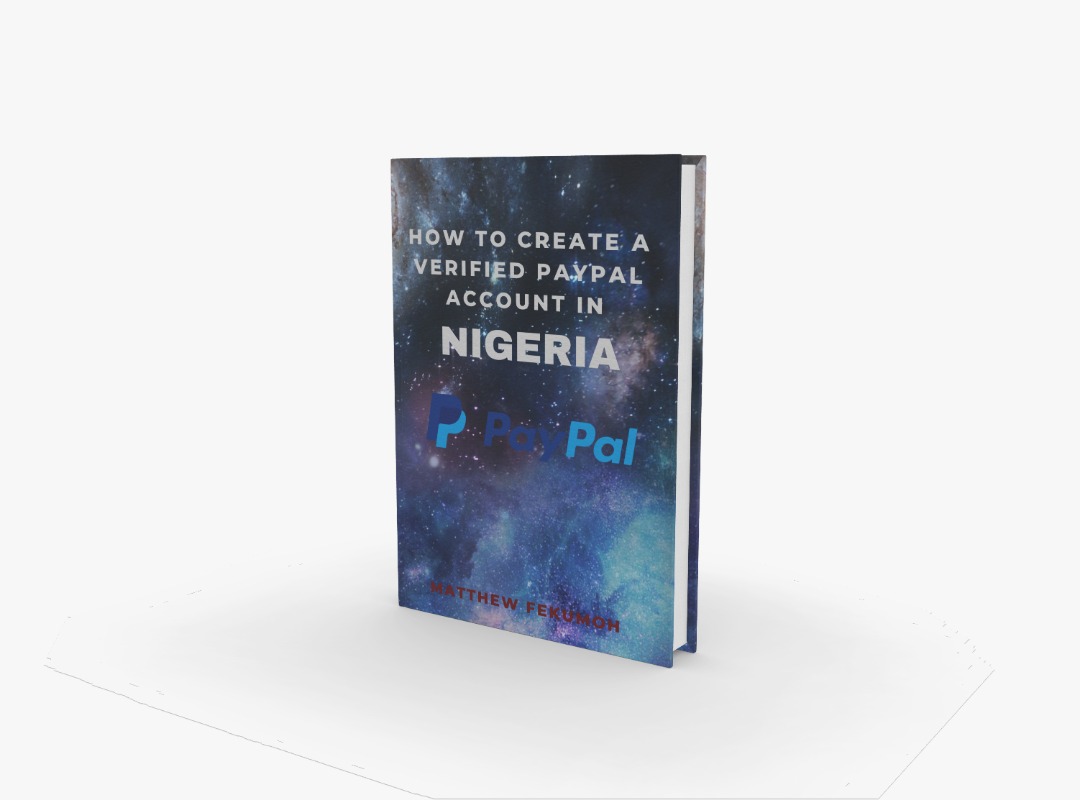 HOW TO CREATE A
VERIFIED PAYPAL
ACCOUNT IN
NIGERIA
PayPal
MATTHEW FEKUMOH